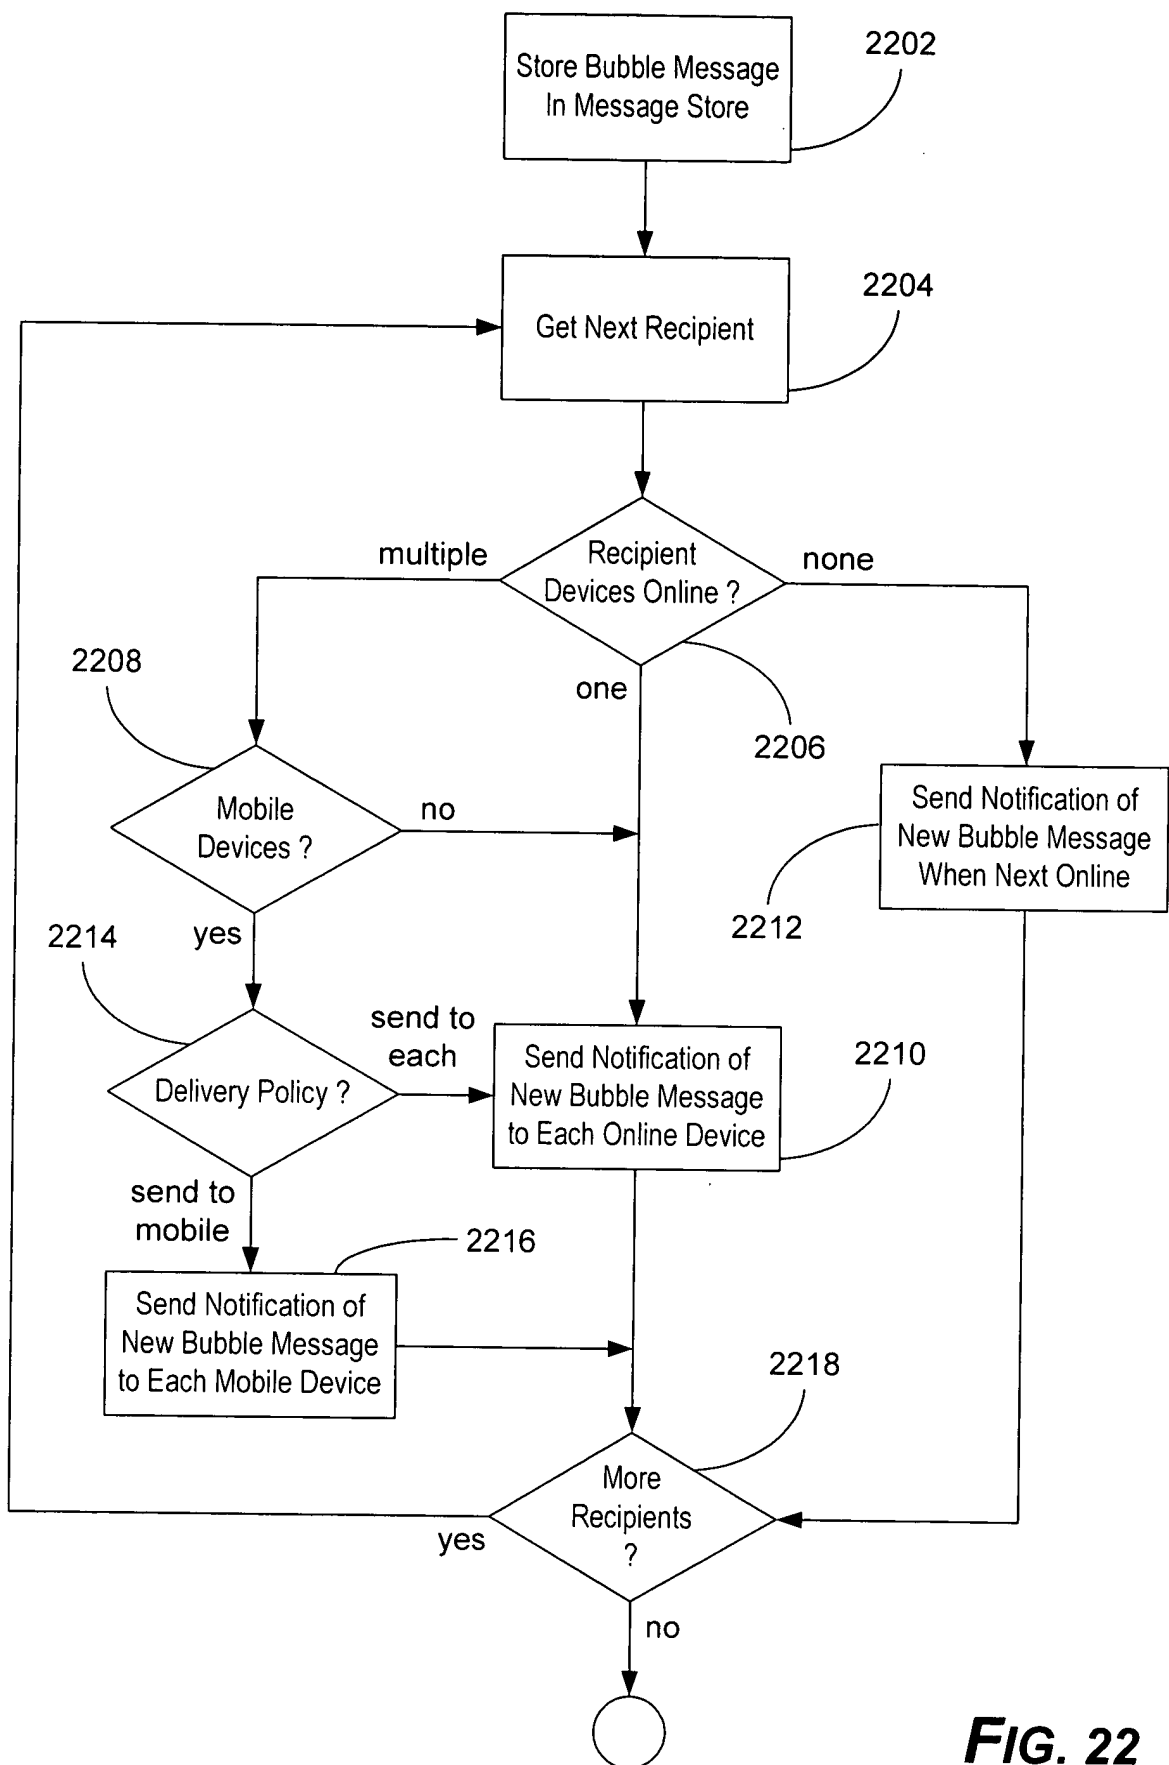 2202
Store Bubble Message
In Message Store
2204
Get Next Recipient
multiple
Recipient
Devices Online ?
none
one
2206
2208
Mobile
Devices ?
no
yes
Send Notification of
New Bubble Message
When Next Online
2212
2214
Delivery Policy ?
send to
each
Send Notification of
New Bubble Message
to Each Online Device
2210
send to
mobile
2216
Send Notification of
New Bubble Message
to Each Mobile Device
2218
More
Recipients
?
yes
no
FIG. 22